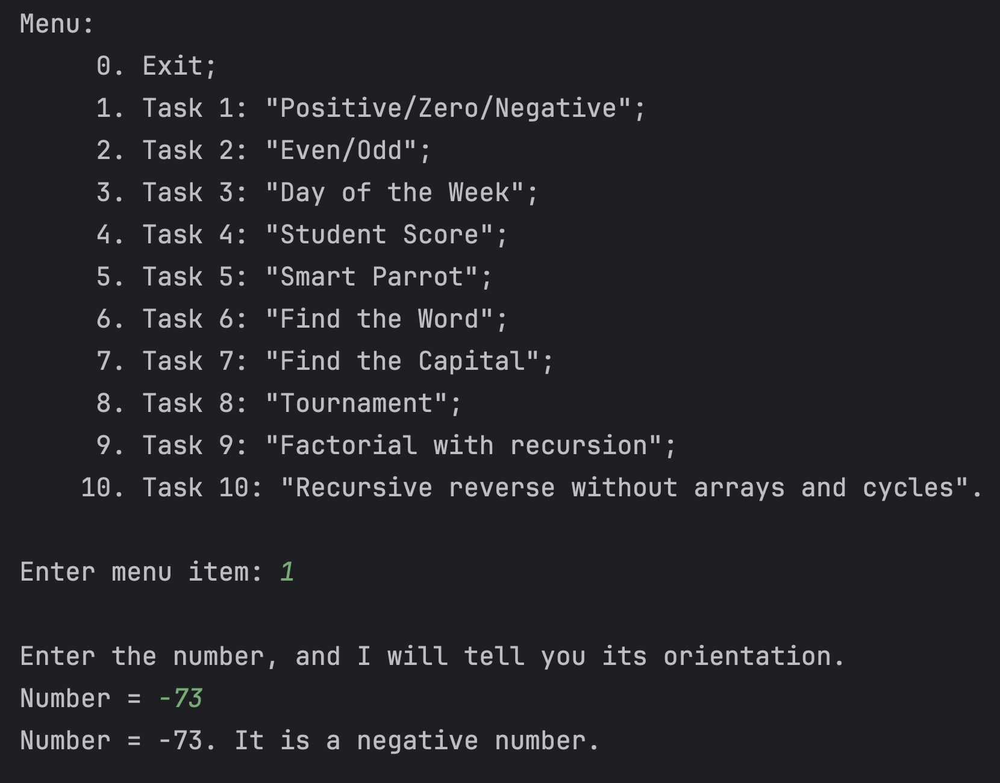 Menu:
0. Exit;
1. Task 1: "Positive/Zero/Negative";
2. Task 2: "Even/Odd";
3. Task 3: "Day of the Week";
4. Task 4: "Student Score";
5. Task 5: "Smart Parrot";
6. Task 6: "Find the Word";
7. Task 7: "Find the Capital";
8. Task 8: "Tournament";
9. Task 9: "Factorial with recursion";
10. Task 10: "Recursive reverse without arrays and cycles".
Enter menu item: 1
Enter the number, and I will tell you its orientation.
Number = -73
Number = -73. It is a negative number.